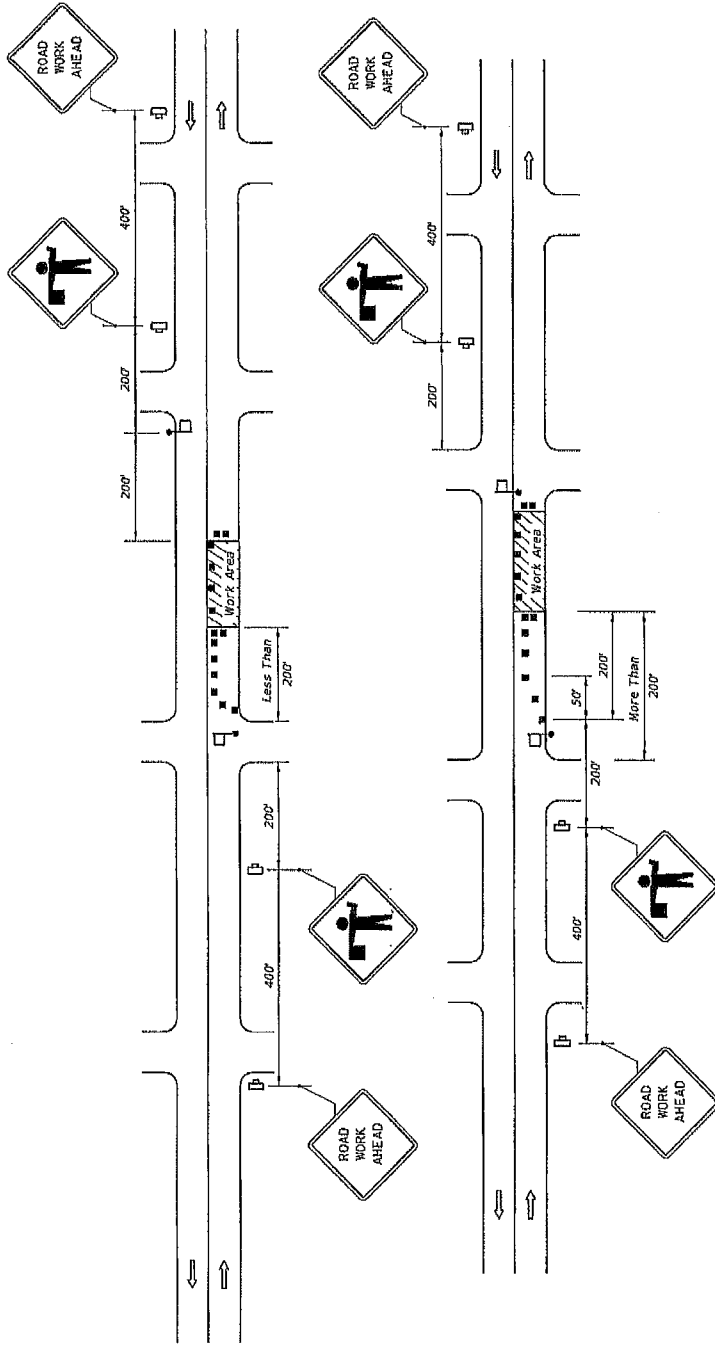 ROAD
WORK
AHEAD
400'
200'
200'
Work Area
Less Than
200'
200'
400'
ROAD
WORK
AHEAD
ROAD
WORK
AHEAD
400'
200'
Work Area
50'
200'
More Than
200'
200'
400'
ROAD
WORK
AHEAD